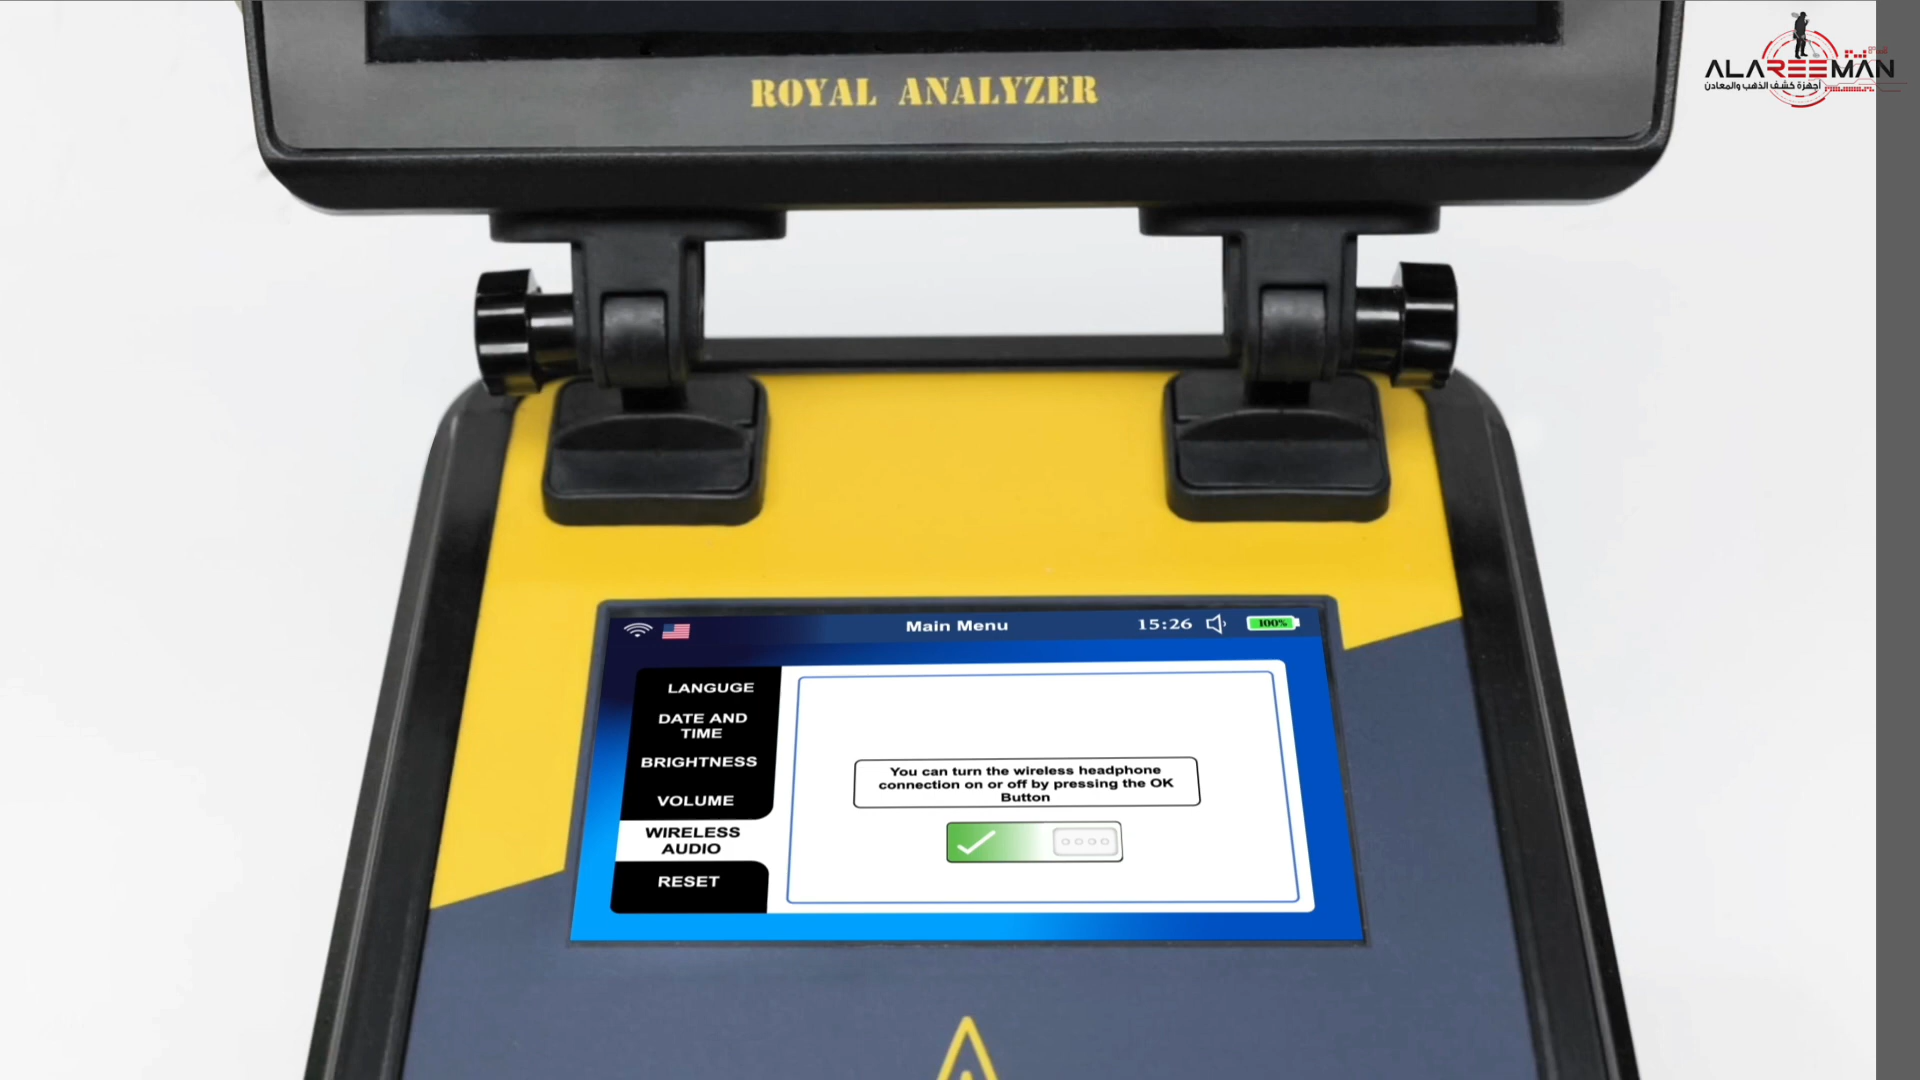 ROYAL ANALYZER
ALAREEMAN
أجهزة كشف الذهب والمعادن
Main Menu
15:26
100%
LANGUGE
DATE AND
TIME
BRIGHTNESS
VOLUME
WIRELESS
AUDIO
RESET
You can turn the wireless headphone
connection on or off by pressing the OK
Button